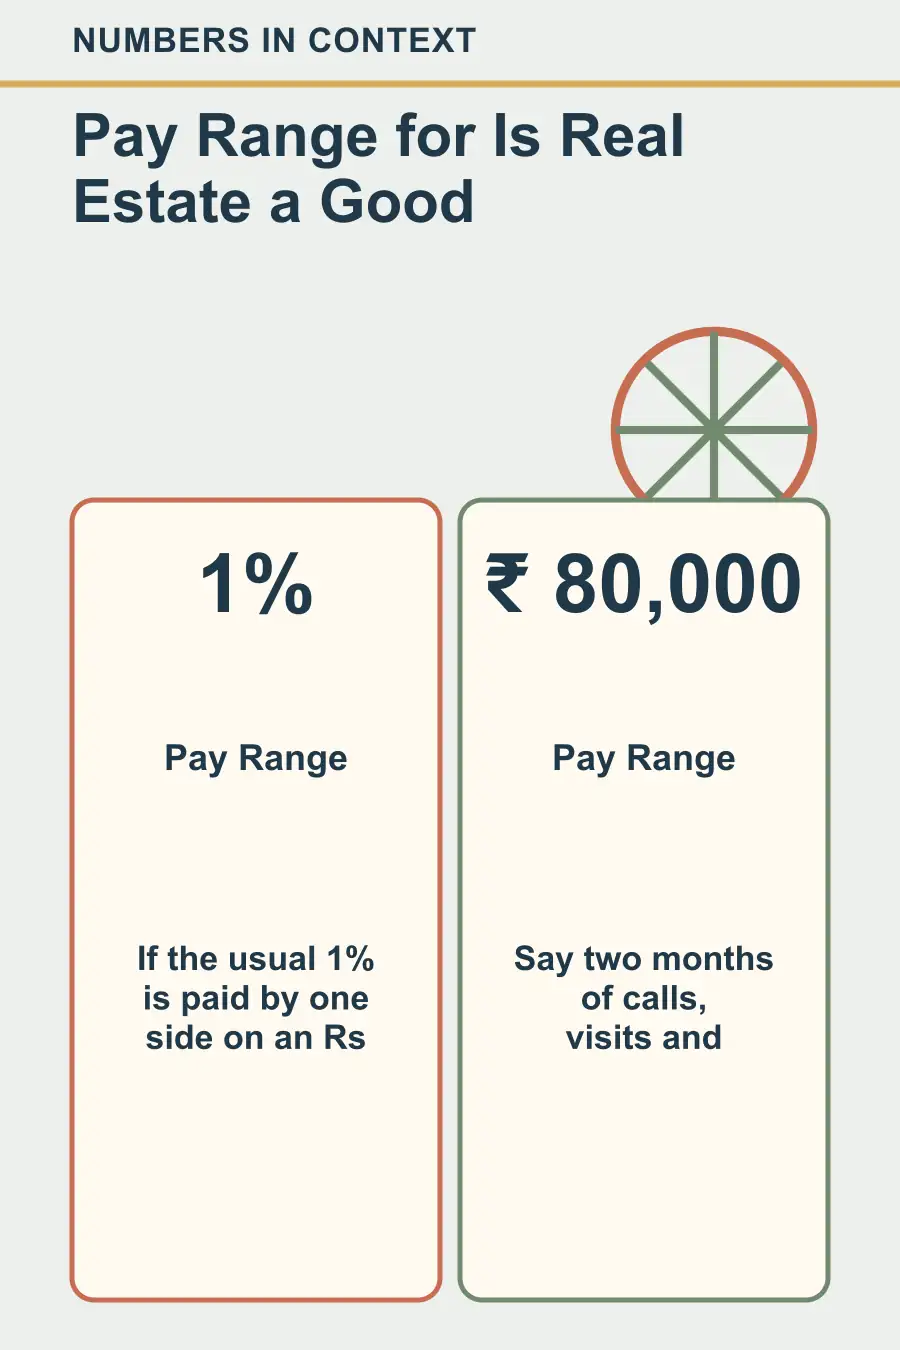 NUMBERS IN CONTEXT
Pay Range for Is Real
Estate a Good
1%
Pay Range
If the usual 1%
is paid by one
side on an Rs
₹ 80,000
Pay Range
Say two months
of calls,
visits and